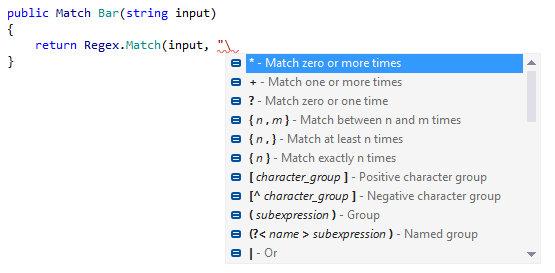 public Match Bar(string input)
{
return Regex.Match(input, "\
}
* - Match zero or more times
+ - Match one or more times
? - Match zero or one time
{ n , m } - Match between n and m times
{ n , } - Match at least n times
{ n } - Match exactly n times
[ character_group ] - Positive character group
[^ character_group ] - Negative character group
( subexpression ) - Group
(?< name > subexpression ) - Named group
| - Or